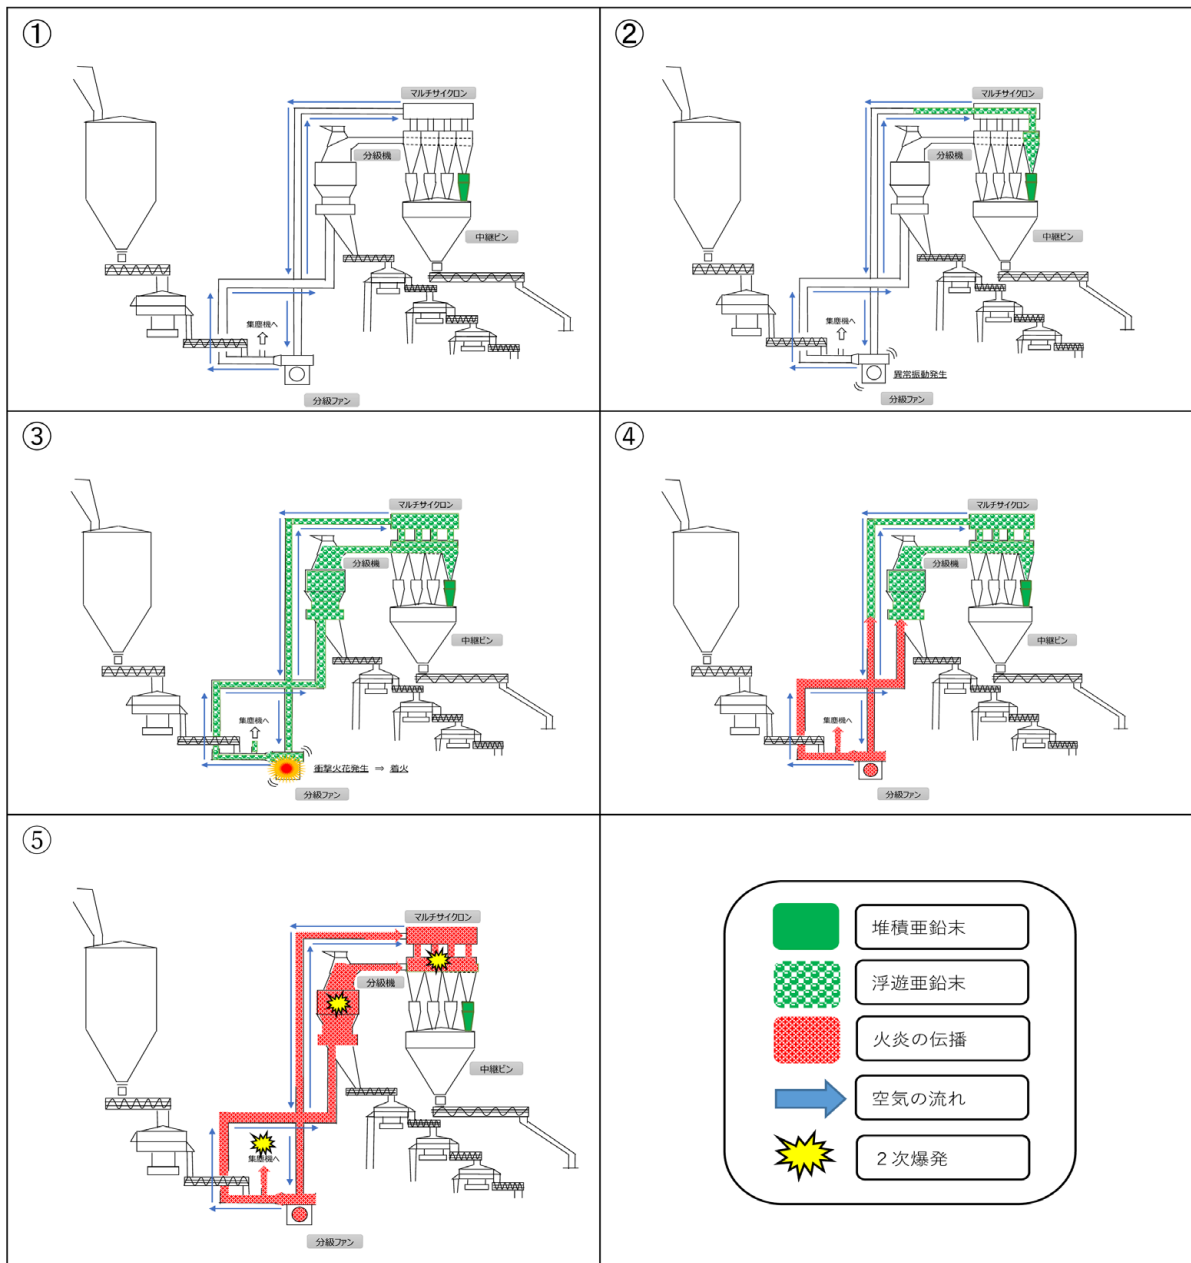 ①
マルチサイクロン
分級機
中継ビン
集塵機へ
分級ファン
②
マルチサイクロン
分級機
中継ビン
集塵機へ
異常振動発生
分級ファン
③
マルチサイクロン
分級機
中継ビン
集塵機へ
衝撃火花発生 ⇒ 着火
分級ファン
④
マルチサイクロン
分級機
中継ビン
集塵機へ
分級ファン
⑤
マルチサイクロン
分級機
中継ビン
集塵機へ
分級ファン
堆積亜鉛末
浮遊亜鉛末
火炎の伝播
空気の流れ
２次爆発